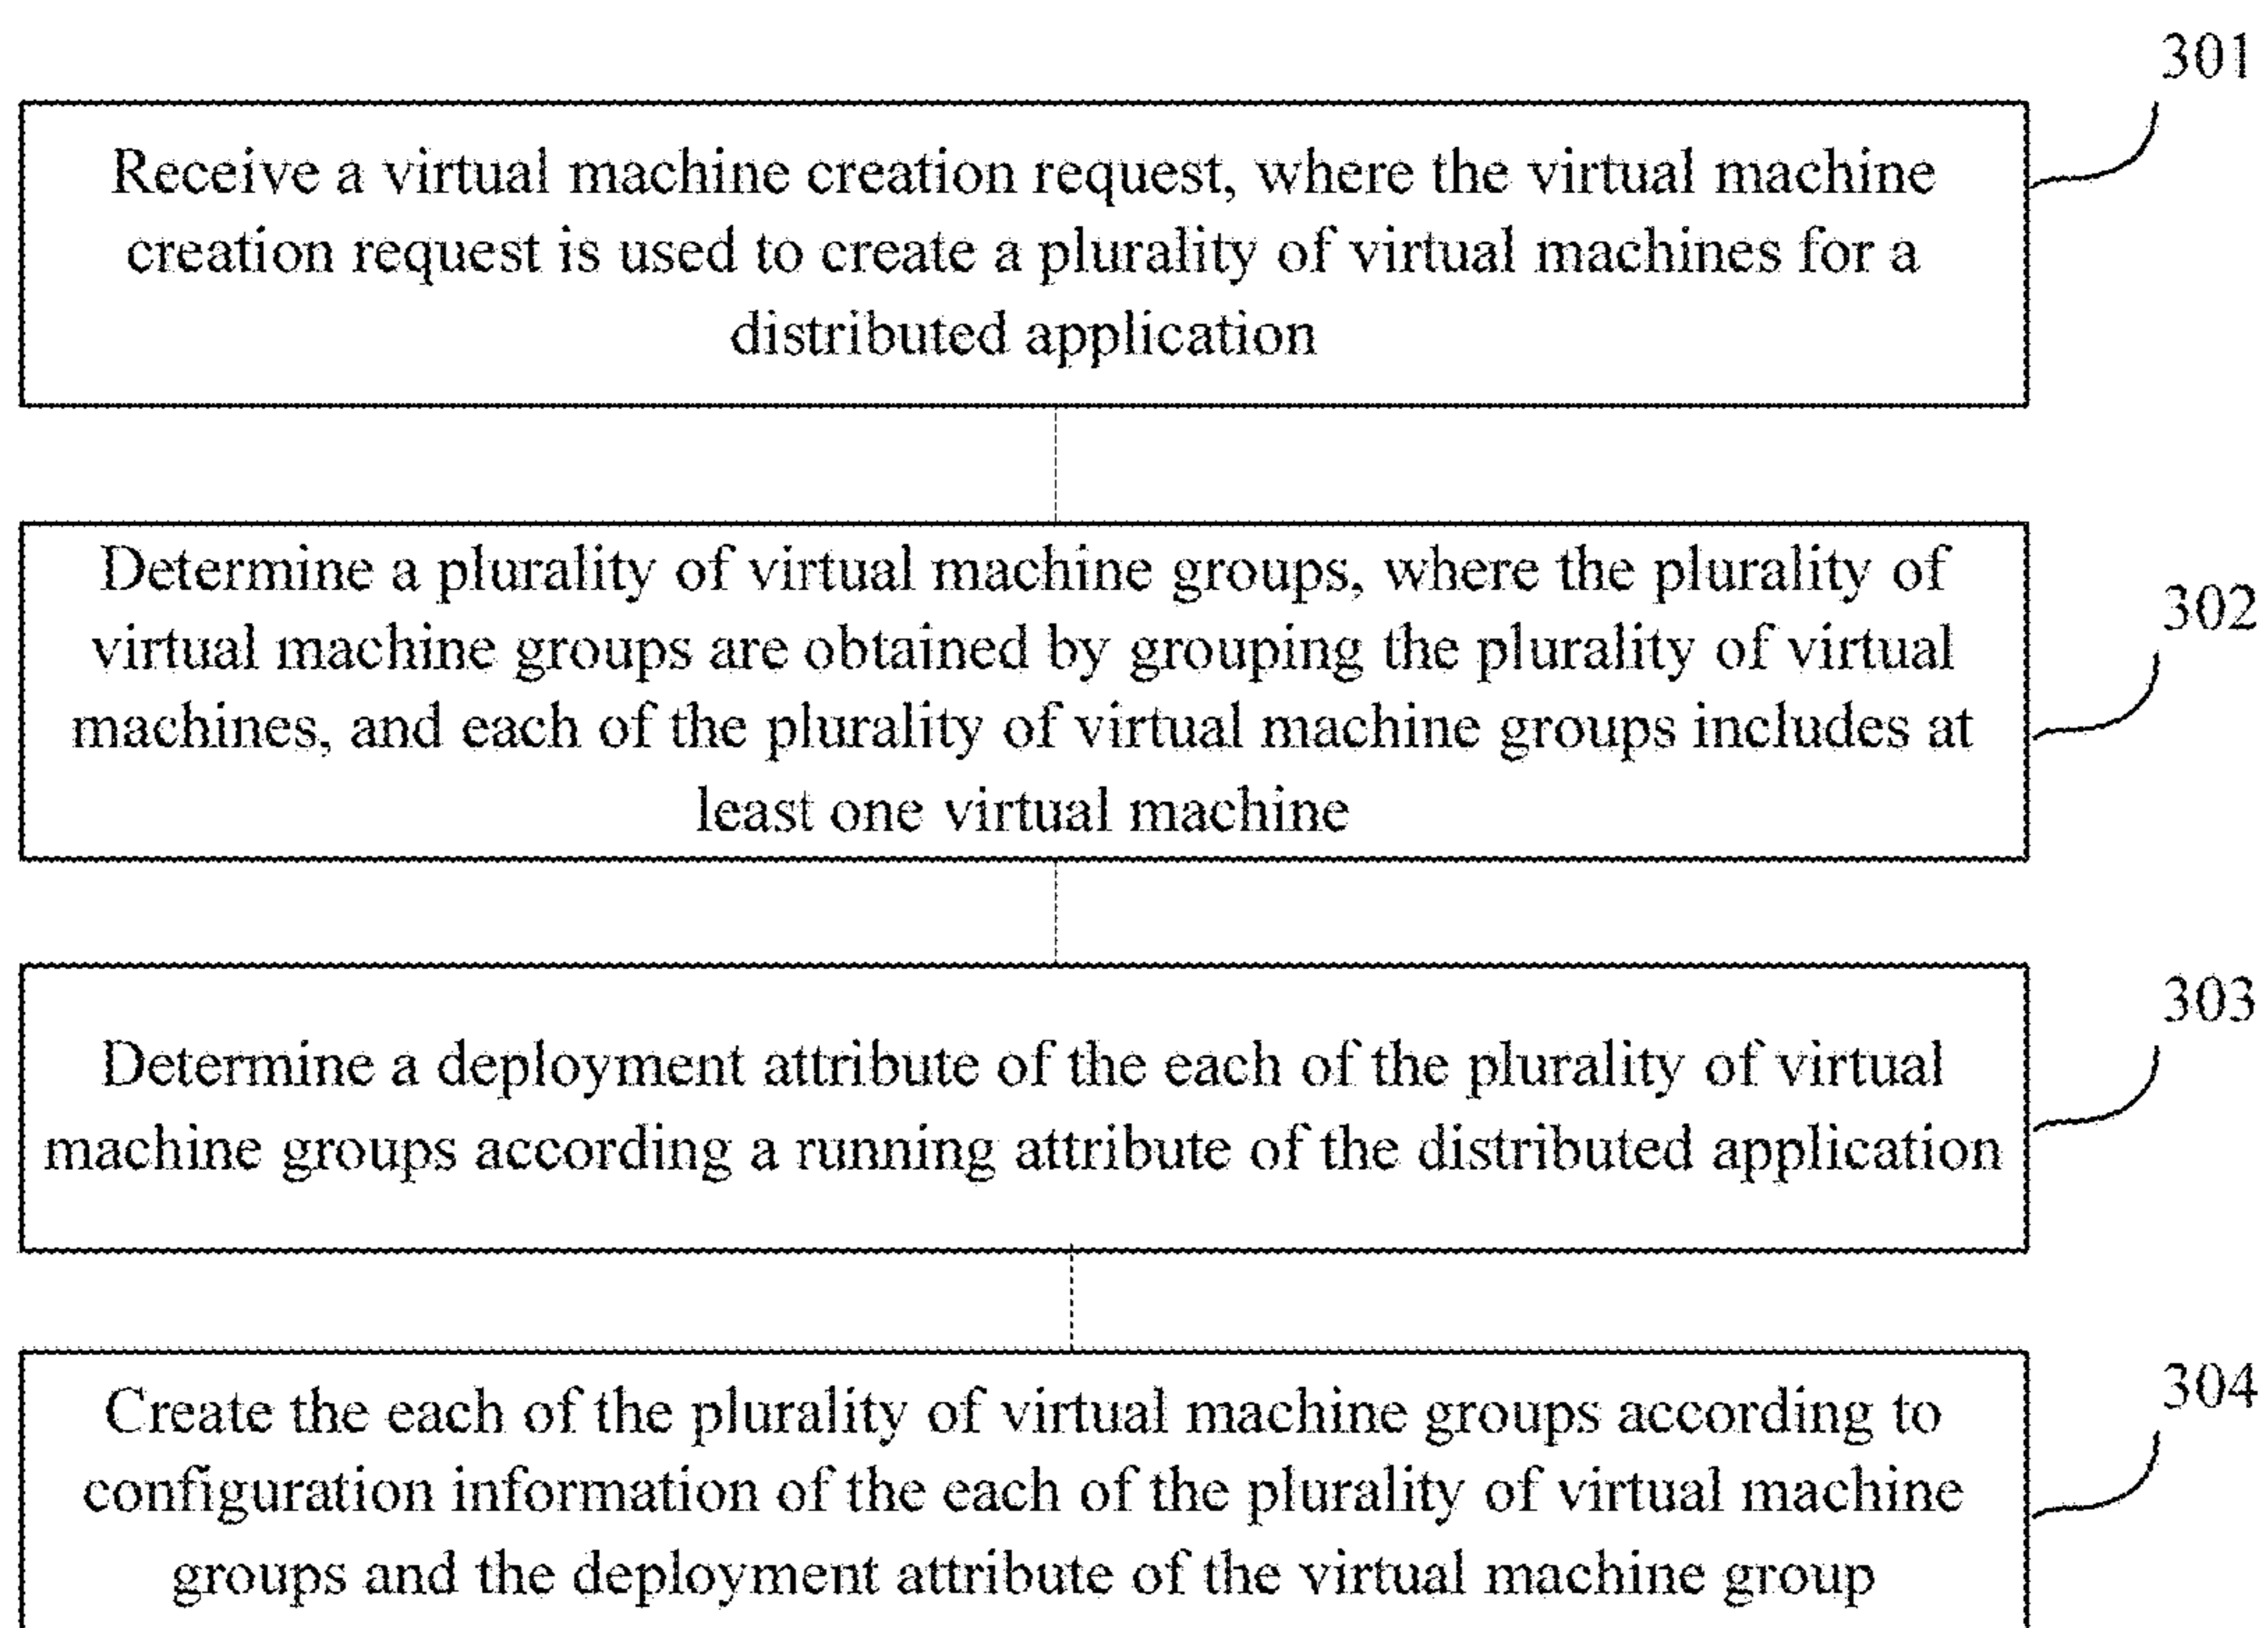 301
Receive a virtual machine creation request, where the virtual machine
creation request is used to create a plurality of virtual machines for a
distributed application
302
Determine a plurality of virtual machine groups, where the plurality of
virtual machine groups are obtained by grouping the plurality of virtual
machines, and each of the plurality of virtual machine groups includes at
least one virtual machine
303
Determine a deployment attribute of the each of the plurality of virtual
machine groups according a running attribute of the distributed application
304
Create the each of the plurality of virtual machine groups according to
configuration information of the each of the plurality of virtual machine
groups and the deployment attribute of the virtual machine group